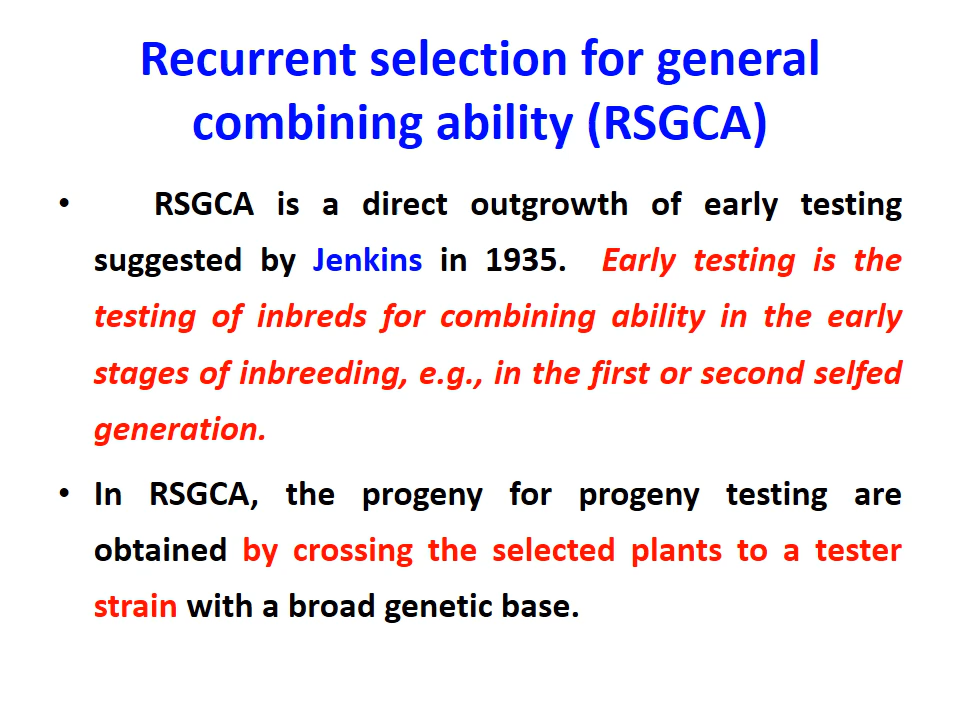 Recurrent selection for general
combining ability (RSGCA)
• RSGCA is a direct outgrowth of early testing
suggested by Jenkins in 1935. Early testing is the
testing of inbreds for combining ability in the early
stages of inbreeding, e.g., in the first or second selfed
generation.
• In RSGCA, the progeny for progeny testing are
obtained by crossing the selected plants to a tester
strain with a broad genetic base.